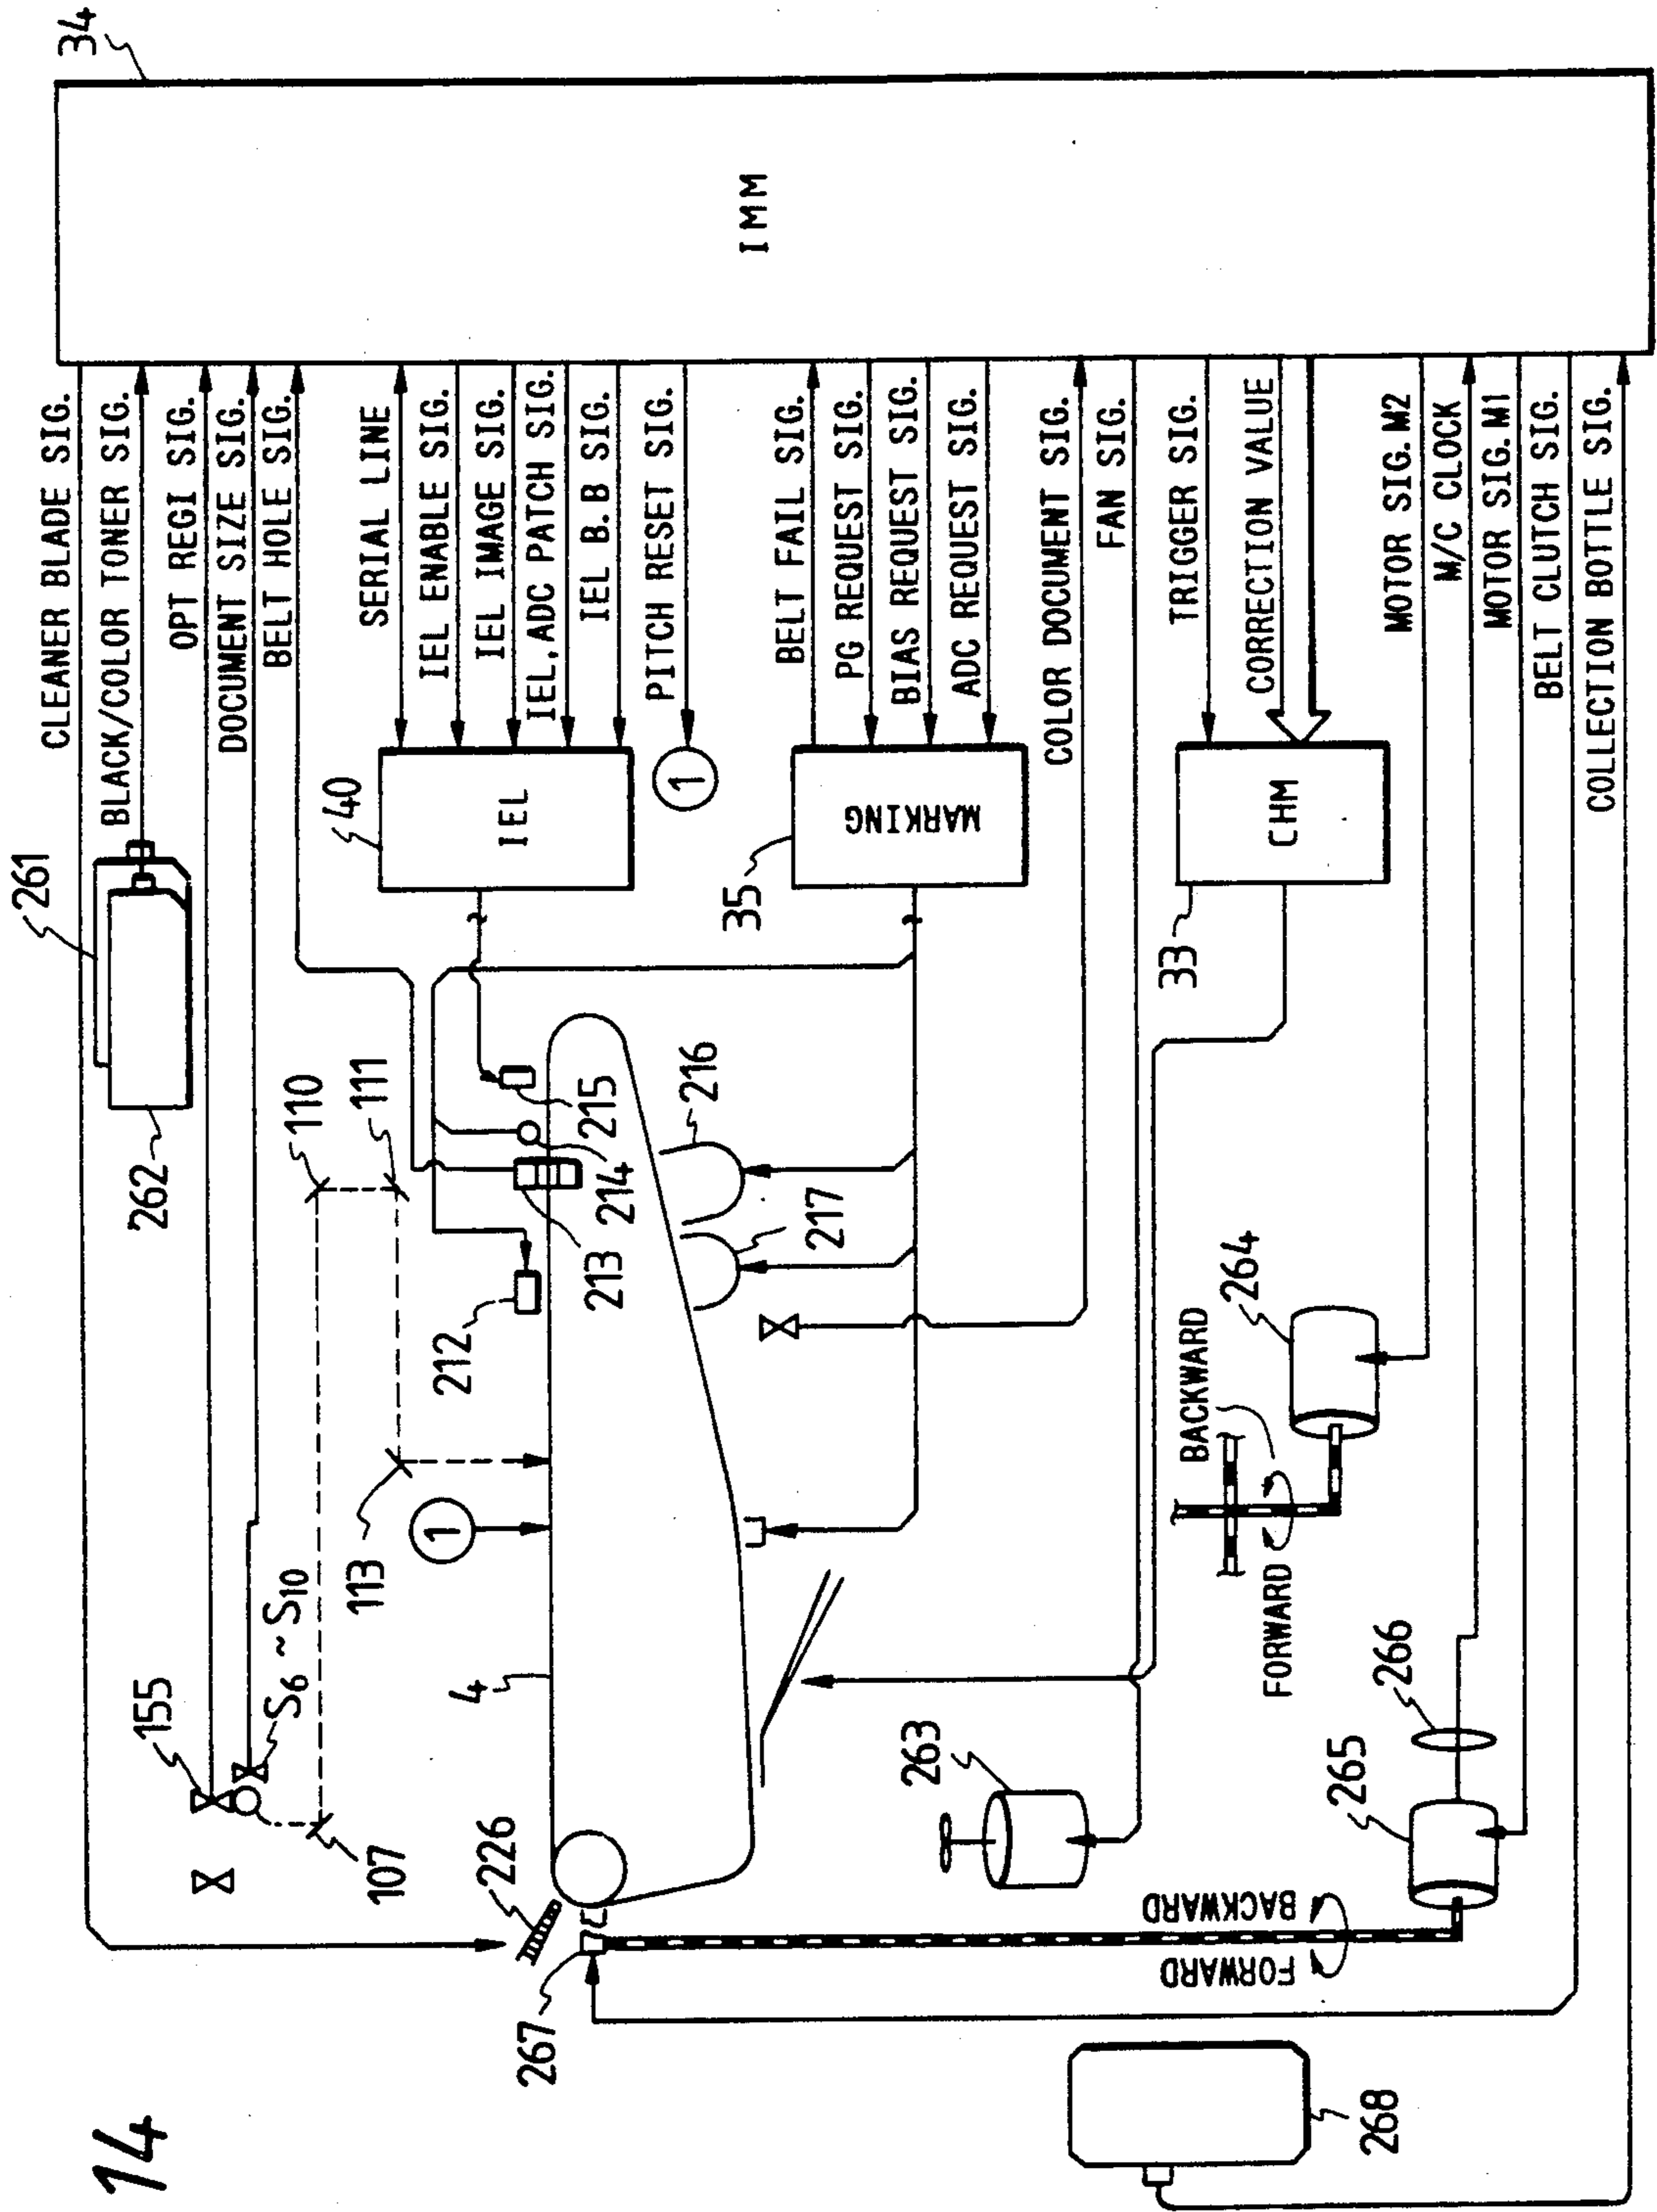 14
34
IMM
CLEANER BLADE SIG.
BLACK/COLOR TONER SIG.
OPT REGI SIG.
DOCUMENT SIZE SIG.
BELT HOLE SIG.
SERIAL LINE
IEL ENABLE SIG.
IEL IMAGE SIG.
IEL,ADC PATCH SIG.
IEL B.B SIG.
PITCH RESET SIG.
BELT FAIL SIG.
PG REQUEST SIG.
BIAS REQUEST SIG.
ADC REQUEST SIG.
COLOR DOCUMENT SIG.
FAN SIG.
TRIGGER SIG.
CORRECTION VALUE
MOTOR SIG. M2
M/C CLOCK
MOTOR SIG. M1
BELT CLUTCH SIG.
COLLECTION BOTTLE SIG.
261
262
40
IEL
1
35
MARKING
33
CHM
110
111
215
214
213
212
216
217
113
1
155
S6 ~ S10
107
4
226
267
263
264
BACKWARD
FORWARD
266
265
BACKWARD
FORWARD
268